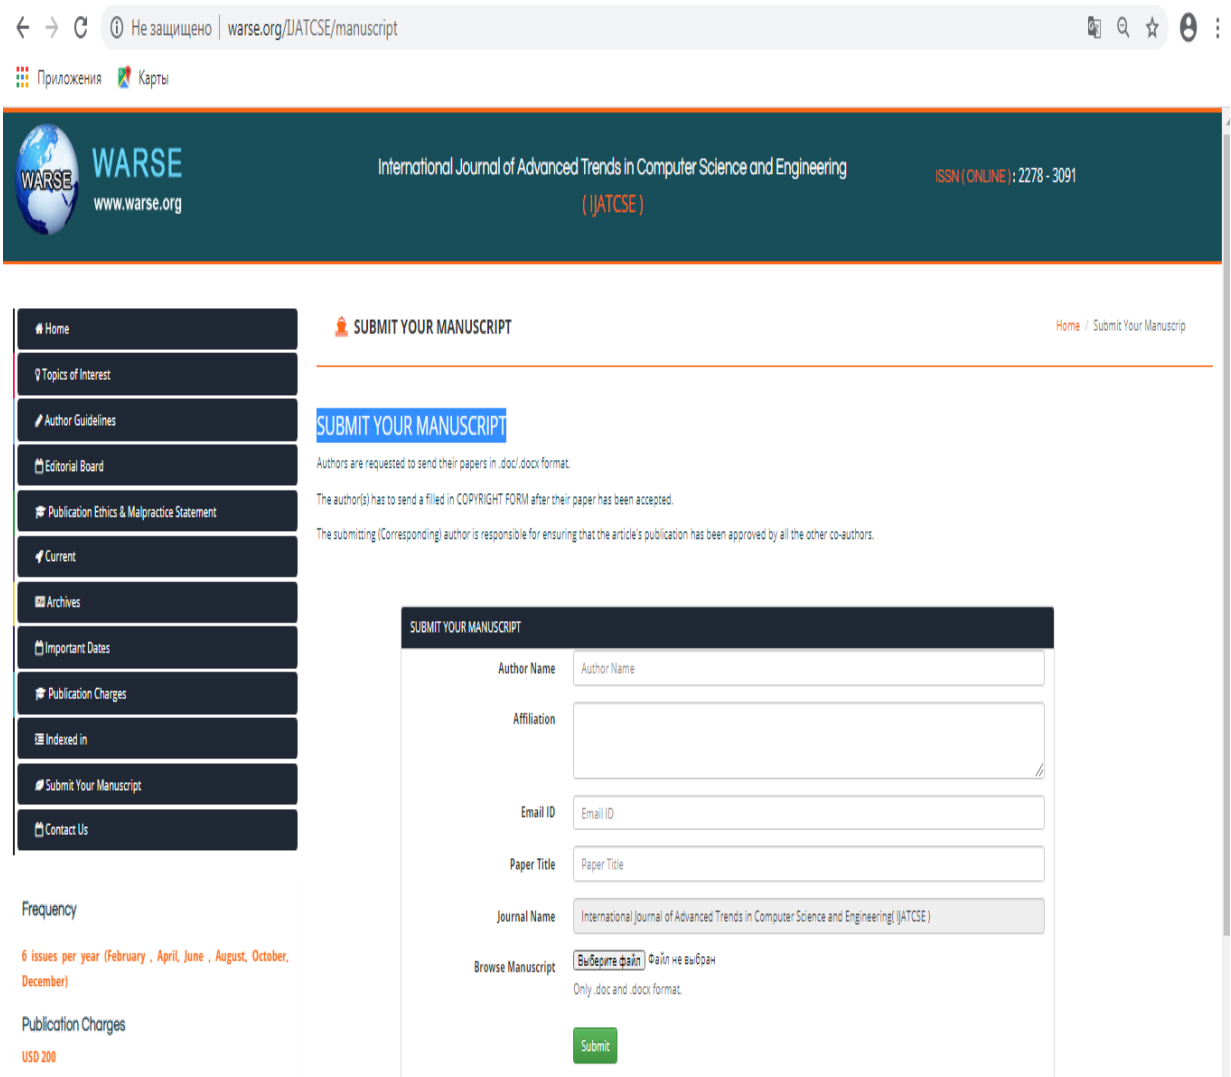 Не защищено | warse.org/IJATCSE/manuscript
Приложения Карты
WARSE
WARSE
www.warse.org
International Journal of Advanced Trends in Computer Science and Engineering
( IJATCSE )
ISSN ( ONLINE ) : 2278 - 3091
Home
Topics of Interest
Author Guidelines
Editorial Board
Publication Ethics & Malpractice Statement
Current
Archives
Important Dates
Publication Charges
Indexed in
Submit Your Manuscript
Contact Us
Frequency
6 issues per year (February , April, June , August, October,
December)
Publication Charges
USD 200
SUBMIT YOUR MANUSCRIPT
Home / Submit Your Manuscrip
SUBMIT YOUR MANUSCRIPT
Authors are requested to send their papers in .doc/.docx format.
The author(s) has to send a filled in COPYRIGHT FORM after their paper has been accepted.
The submitting (Corresponding) author is responsible for ensuring that the article's publication has been approved by all the other co-authors.
SUBMIT YOUR MANUSCRIPT
Author Name Author Name
Affiliation
Email ID Email ID
Paper Title Paper Title
Journal Name International Journal of Advanced Trends in Computer Science and Engineering( IJATCSE )
Browse Manuscript Выберите файл Файл не выбран
Only .doc and .docx format.
Submit